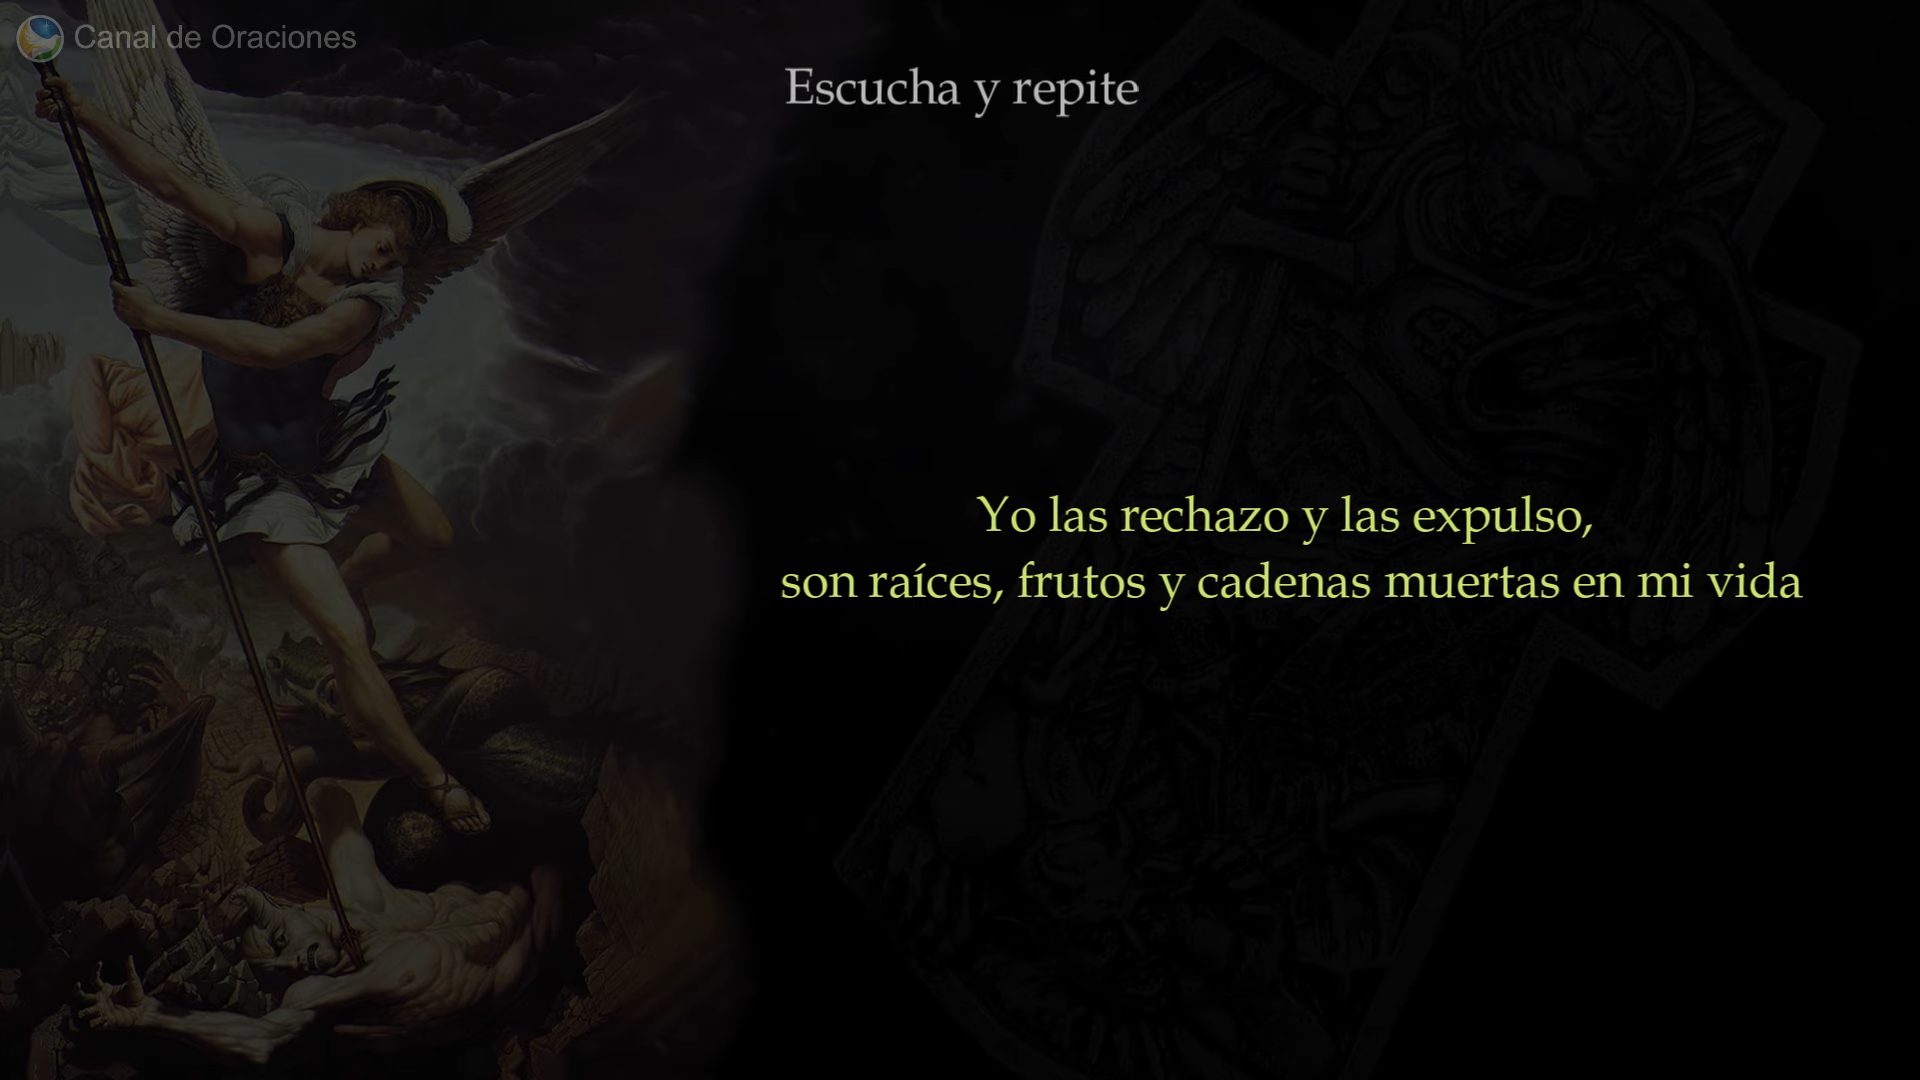 Canal de Oraciones
Escucha y repite
Yo las rechazo y las expulso,
son raíces, frutos y cadenas muertas en mi vida